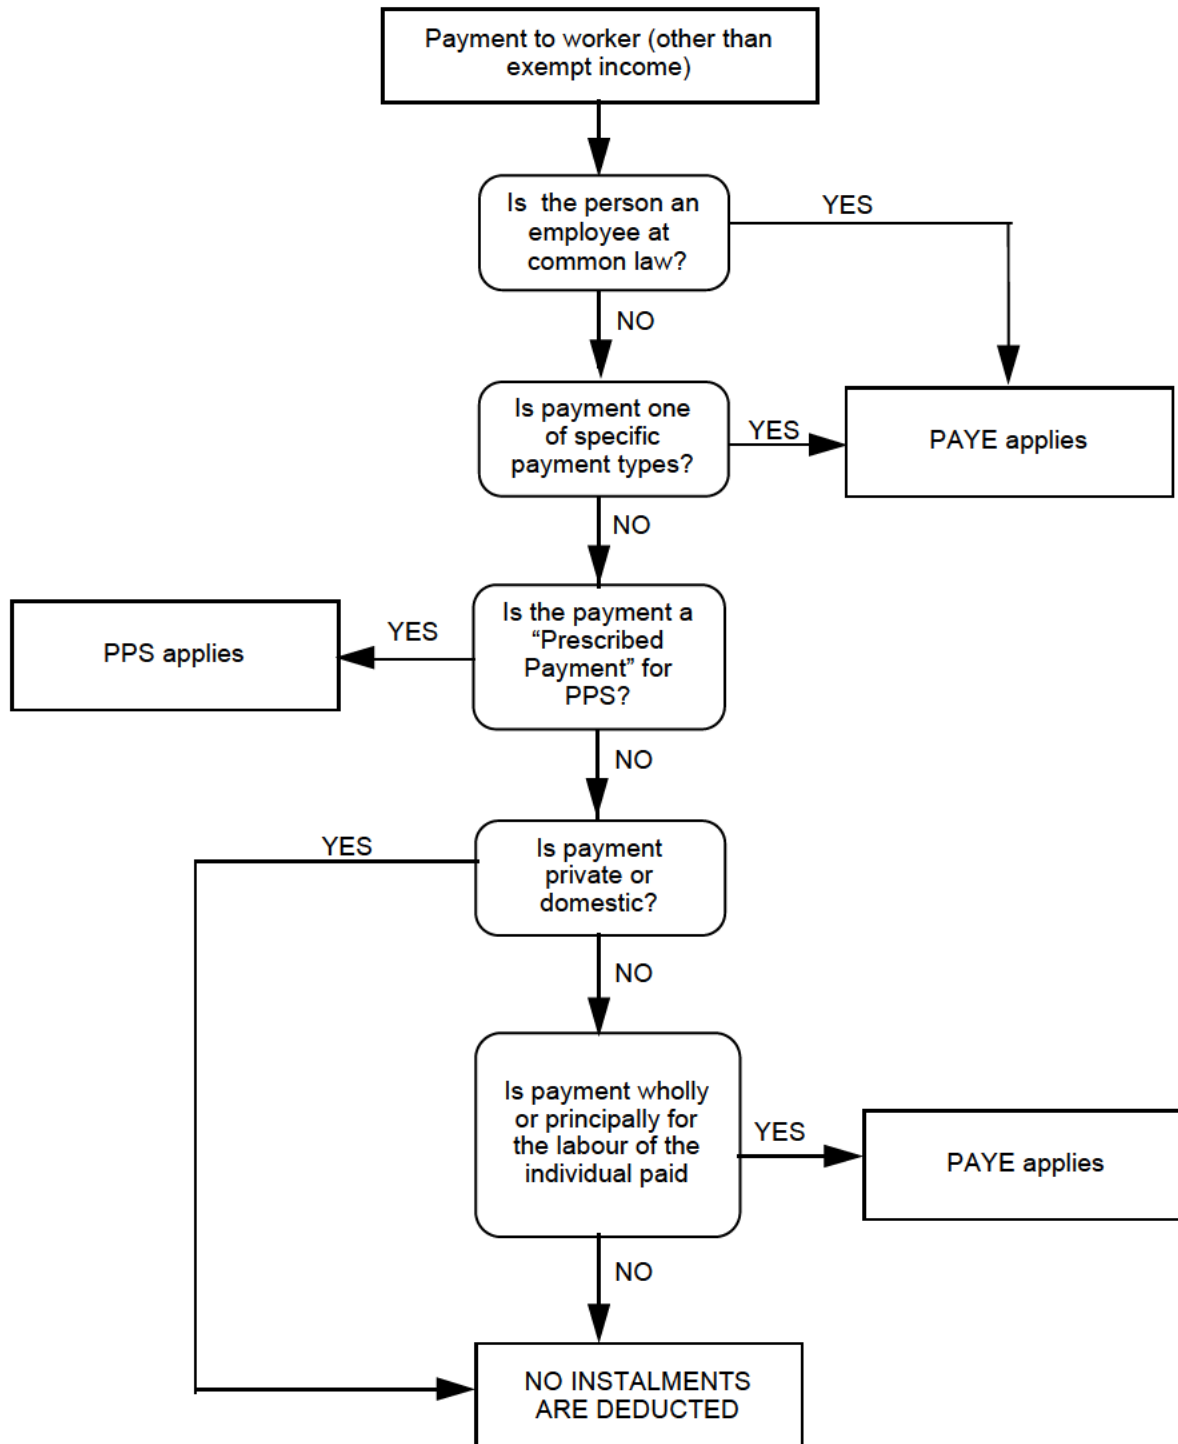 Payment to worker (other than
exempt income)
Is the person an
employee at
common law?
YES
NO
Is payment one
of specific
payment types?
YES
PAYE applies
NO
Is the payment a
“Prescribed
Payment” for
PPS?
YES
PPS applies
NO
Is payment
private or
domestic?
YES
NO
Is payment wholly
or principally for
the labour of the
individual paid
YES
PAYE applies
NO
NO INSTALMENTS
ARE DEDUCTED